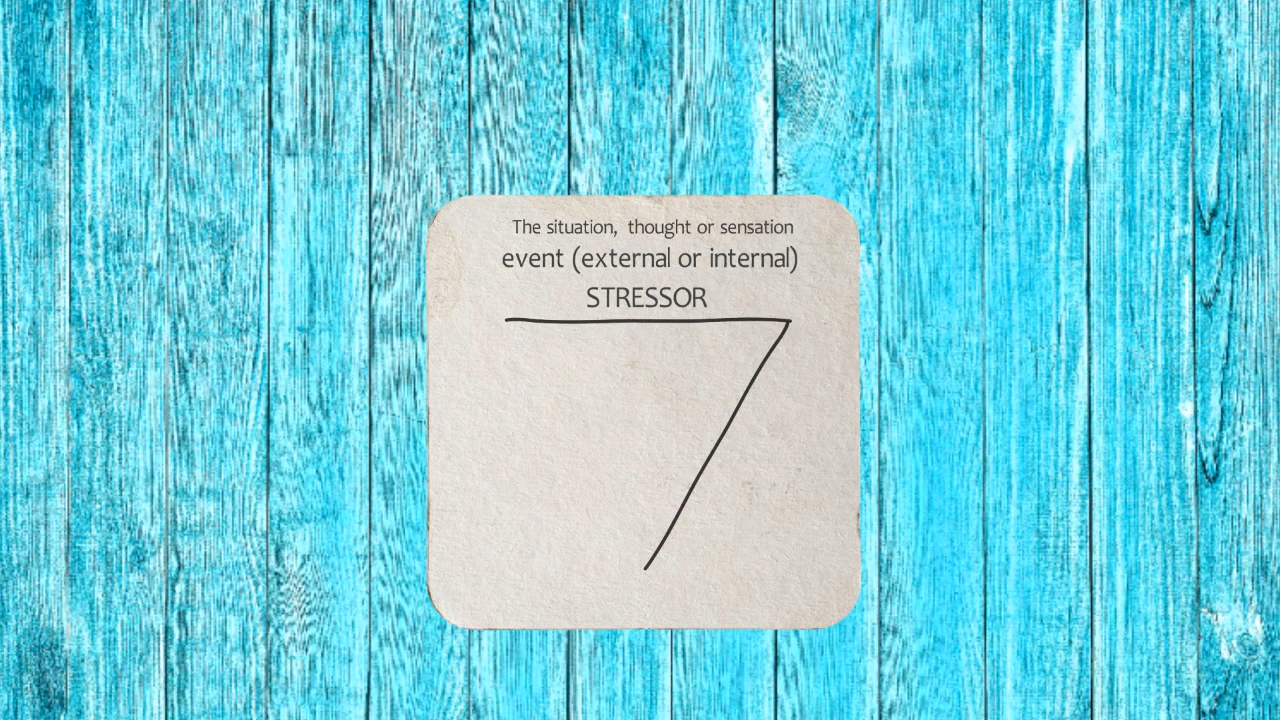 The situation, thought or sensation
event (external or internal)
STRESSOR